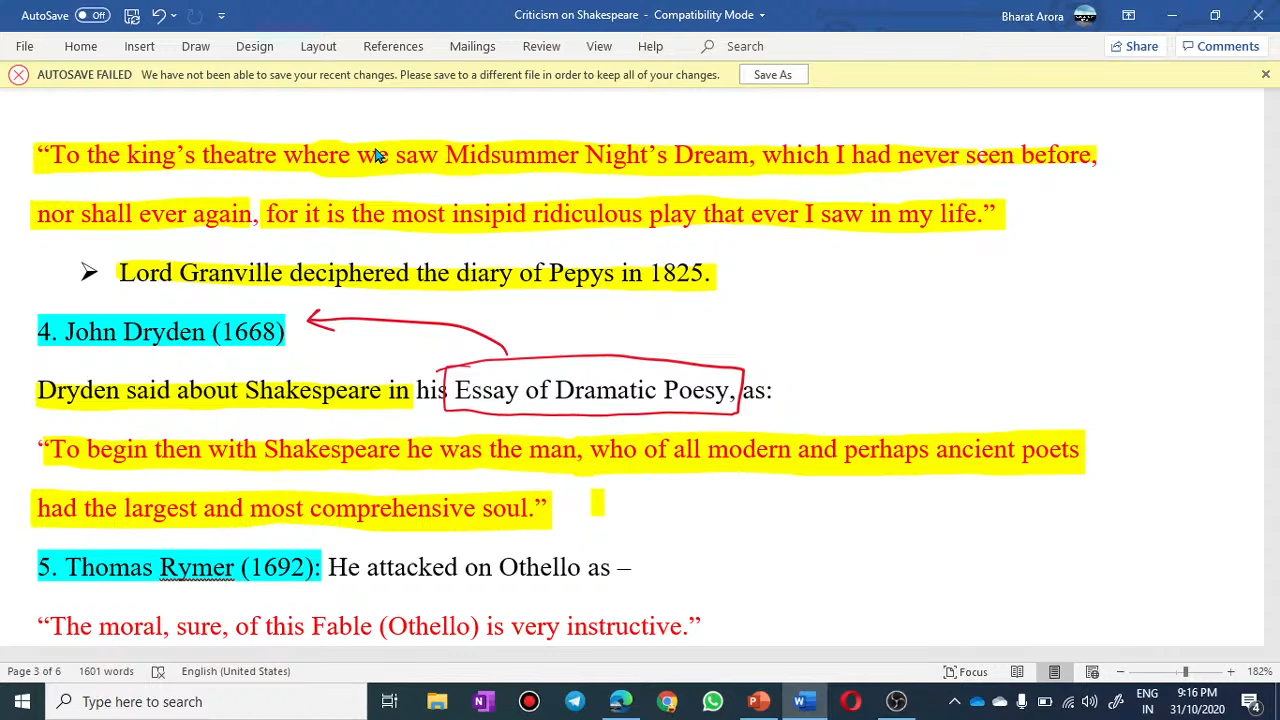 AutoSave Off
Criticism on Shakespeare - Compatibility Mode
Bharat Arora
File Home Insert Draw Design Layout References Mailings Review View Help Search Share Comments
AUTOSAVE FAILED We have not been able to save your recent changes. Please save to a different file in order to keep all of your changes. Save As
“To the king’s theatre where we saw Midsummer Night’s Dream, which I had never seen before,
nor shall ever again, for it is the most insipid ridiculous play that ever I saw in my life.”
➢ Lord Granville deciphered the diary of Pepys in 1825.
4. John Dryden (1668)
Dryden said about Shakespeare in his Essay of Dramatic Poesy, as:
“To begin then with Shakespeare he was the man, who of all modern and perhaps ancient poets
had the largest and most comprehensive soul.”
5. Thomas Rymer (1692): He attacked on Othello as –
“The moral, sure, of this Fable (Othello) is very instructive.”
Page 3 of 6 1601 words English (United States) Focus 182%
Type here to search
ENG 9:16 PM
IN 31/10/2020
4